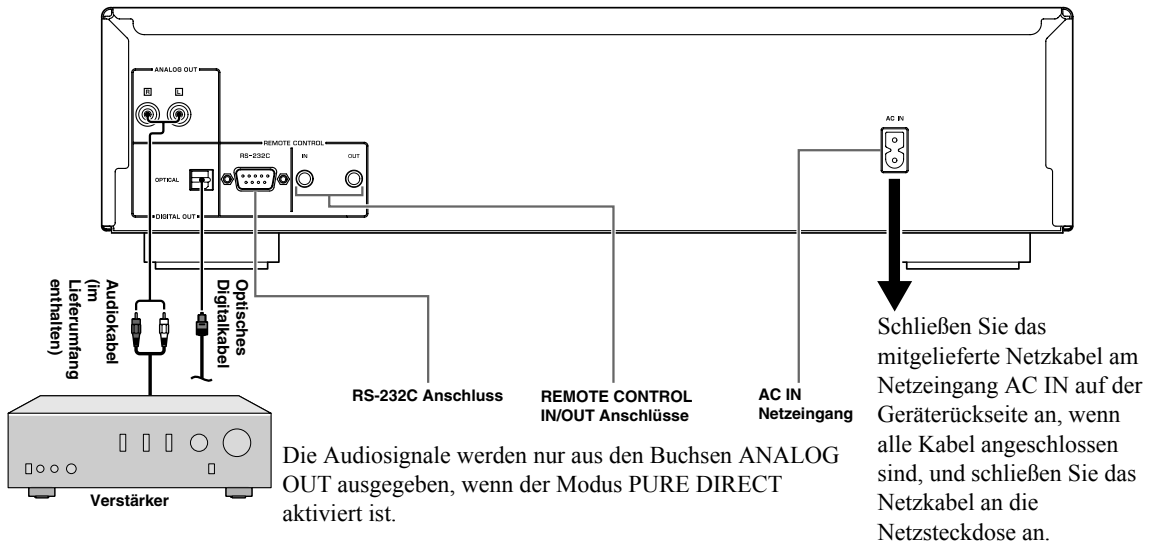 ANALOG OUT
R L
REMOTE CONTROL
RS-232C IN OUT
OPTICAL
DIGITAL OUT
AC IN
Audiokabel
(im
Lieferumfang
enthalten)
Optisches
Digitalkabel
RS-232C Anschluss
REMOTE CONTROL
IN/OUT Anschlüsse
AC IN
Netzeingang
Verstärker
Die Audiosignale werden nur aus den Buchsen ANALOG
OUT ausgegeben, wenn der Modus PURE DIRECT
aktiviert ist.
Schließen Sie das
mitgelieferte Netzkabel am
Netzeingang AC IN auf der
Geräterückseite an, wenn
alle Kabel angeschlossen
sind, und schließen Sie das
Netzkabel an die
Netzsteckdose an.